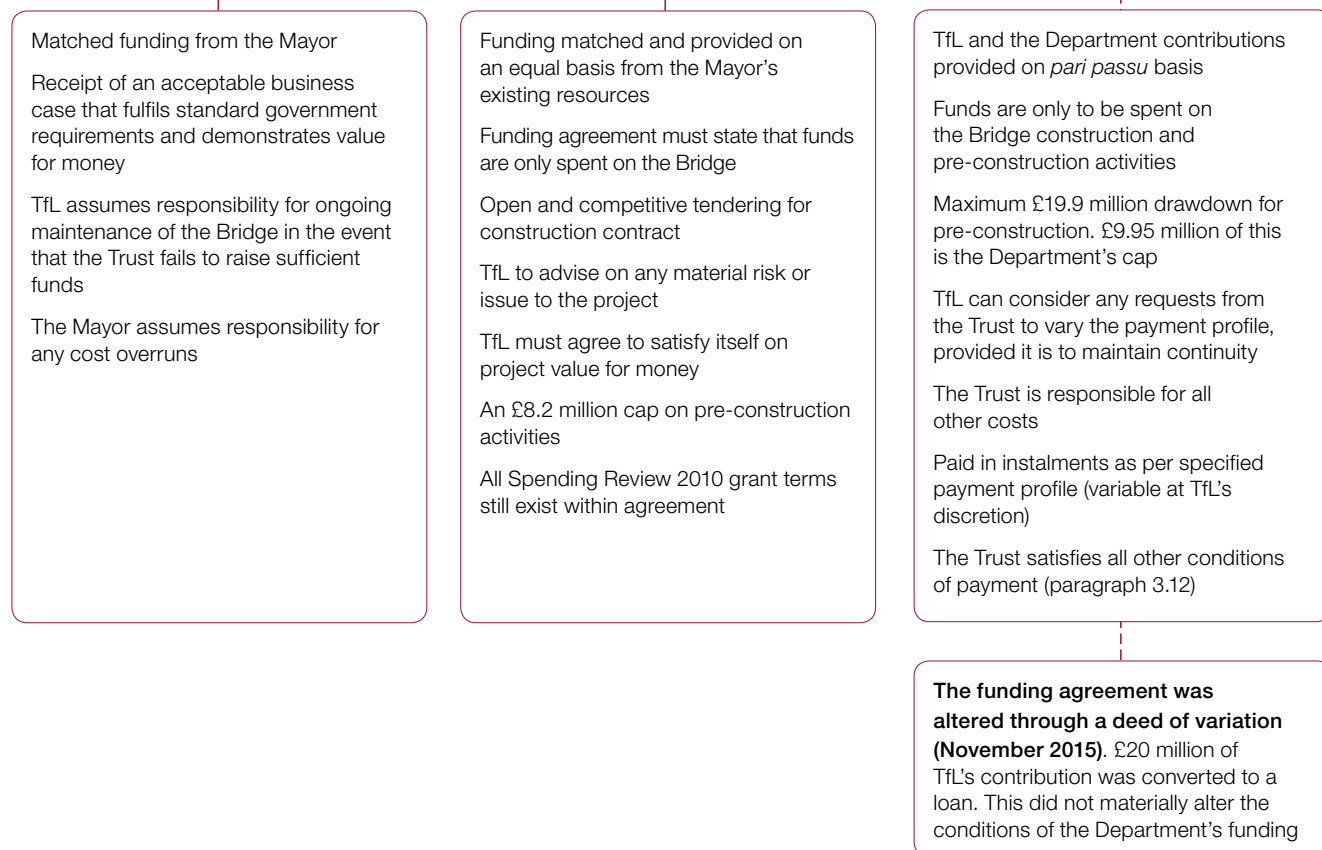 Matched funding from the Mayor
Receipt of an acceptable business
case that fulfils standard government
requirements and demonstrates value
for money
TfL assumes responsibility for ongoing
maintenance of the Bridge in the event
that the Trust fails to raise sufficient
funds
The Mayor assumes responsibility for
any cost overruns
Funding matched and provided on
an equal basis from the Mayor’s
existing resources
Funding agreement must state that funds
are only spent on the Bridge
Open and competitive tendering for
construction contract
TfL to advise on any material risk or
issue to the project
TfL must agree to satisfy itself on
project value for money
An £8.2 million cap on pre-construction
activities
All Spending Review 2010 grant terms
still exist within agreement
TfL and the Department contributions
provided on pari passu basis
Funds are only to be spent on
the Bridge construction and
pre-construction activities
Maximum £19.9 million drawdown for
pre-construction. £9.95 million of this
is the Department’s cap
TfL can consider any requests from
the Trust to vary the payment profile,
provided it is to maintain continuity
The Trust is responsible for all
other costs
Paid in instalments as per specified
payment profile (variable at TfL’s
discretion)
The Trust satisfies all other conditions
of payment (paragraph 3.12)
The funding agreement was
altered through a deed of variation
(November 2015). £20 million of
TfL’s contribution was converted to a
loan. This did not materially alter the
conditions of the Department’s funding